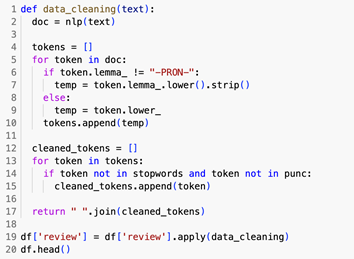 1 def data_cleaning(text):
2 doc = nlp(text)
3
4 tokens = []
5 for token in doc:
6 if token.lemma_ != "-PRON-":
7 temp = token.lemma_.lower().strip()
8 else:
9 temp = token.lower_
10 tokens.append(temp)
11
12 cleaned_tokens = []
13 for token in tokens:
14 if token not in stopwords and token not in punc:
15 cleaned_tokens.append(token)
16
17 return " ".join(cleaned_tokens)
18
19 df['review'] = df['review'].apply(data_cleaning)
20 df.head()